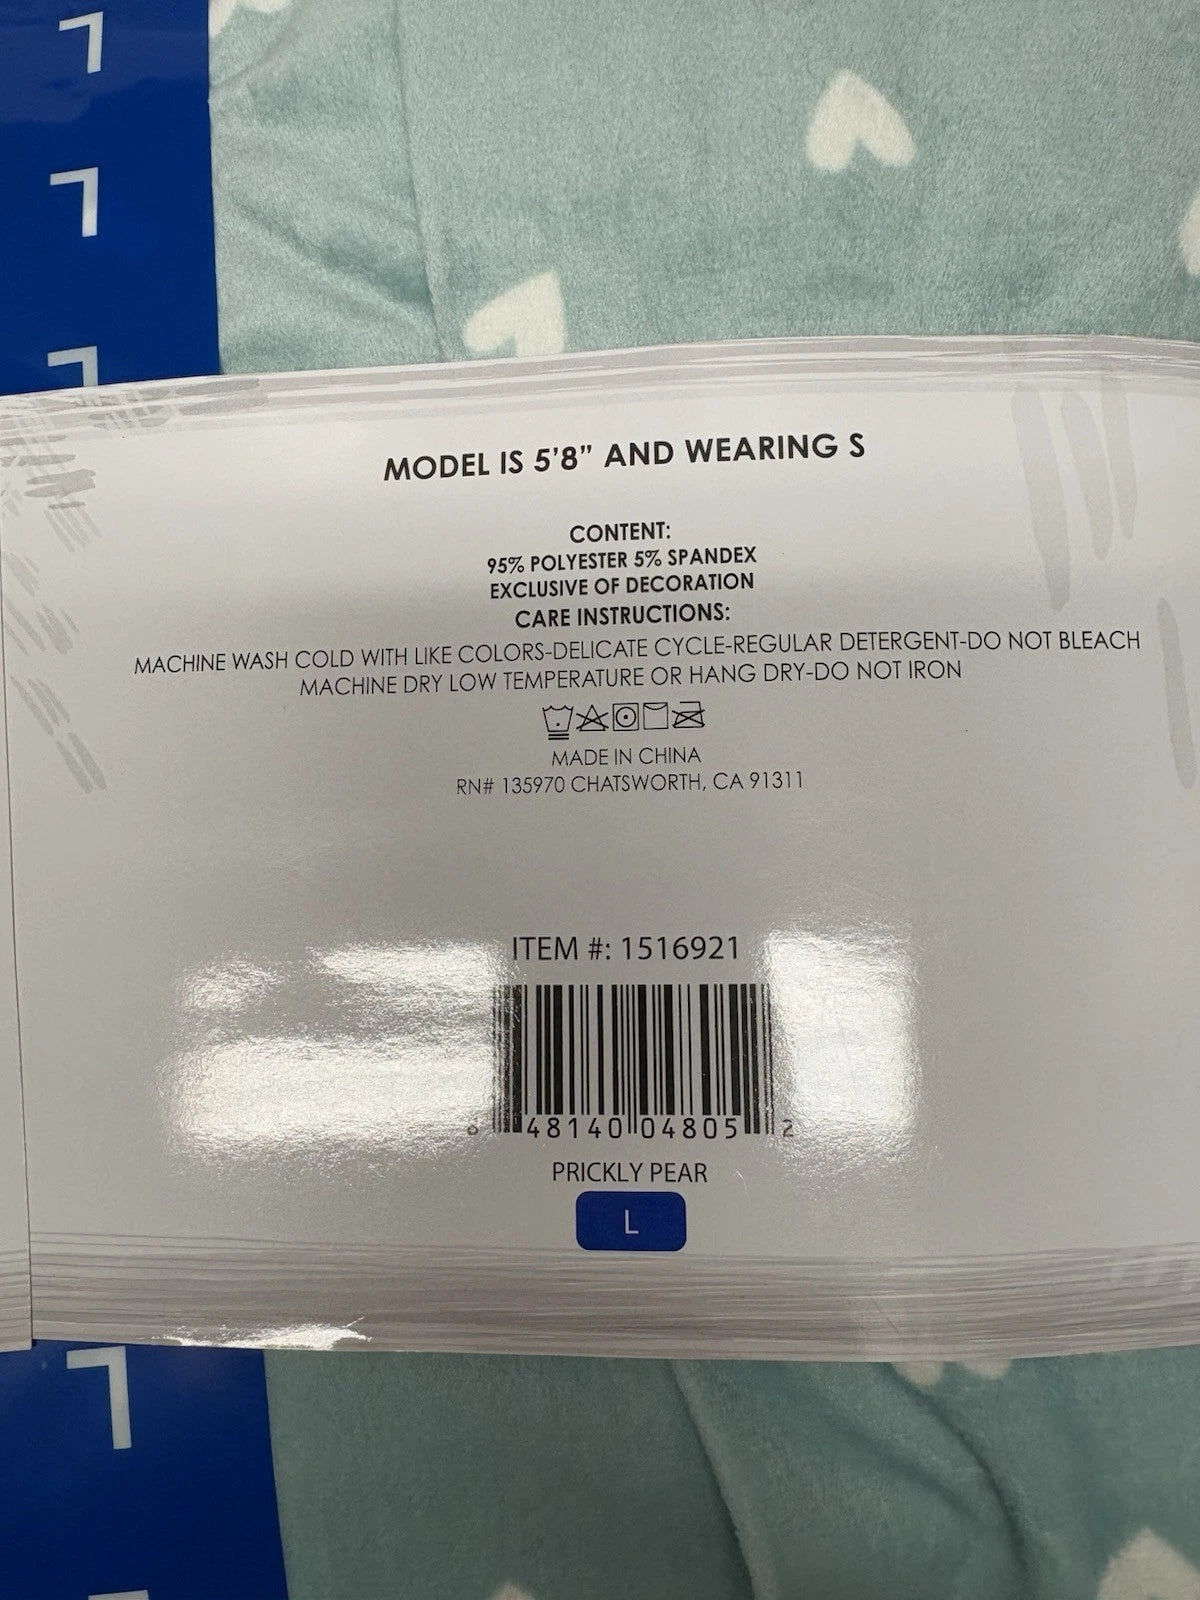 L
L
L
MODEL IS 5'8” AND WEARING S
CONTENT:
95% POLYESTER 5% SPANDEX
EXCLUSIVE OF DECORATION
CARE INSTRUCTIONS:
MACHINE WASH COLD WITH LIKE COLORS-DELICATE CYCLE-REGULAR DETERGENT-DO NOT BLEACH
MACHINE DRY LOW TEMPERATURE OR HANG DRY-DO NOT IRON
MADE IN CHINA
RN# 135970 CHATSWORTH, CA 91311
ITEM #: 1516921
48140 04805 2
PRICKLY PEAR
L
L